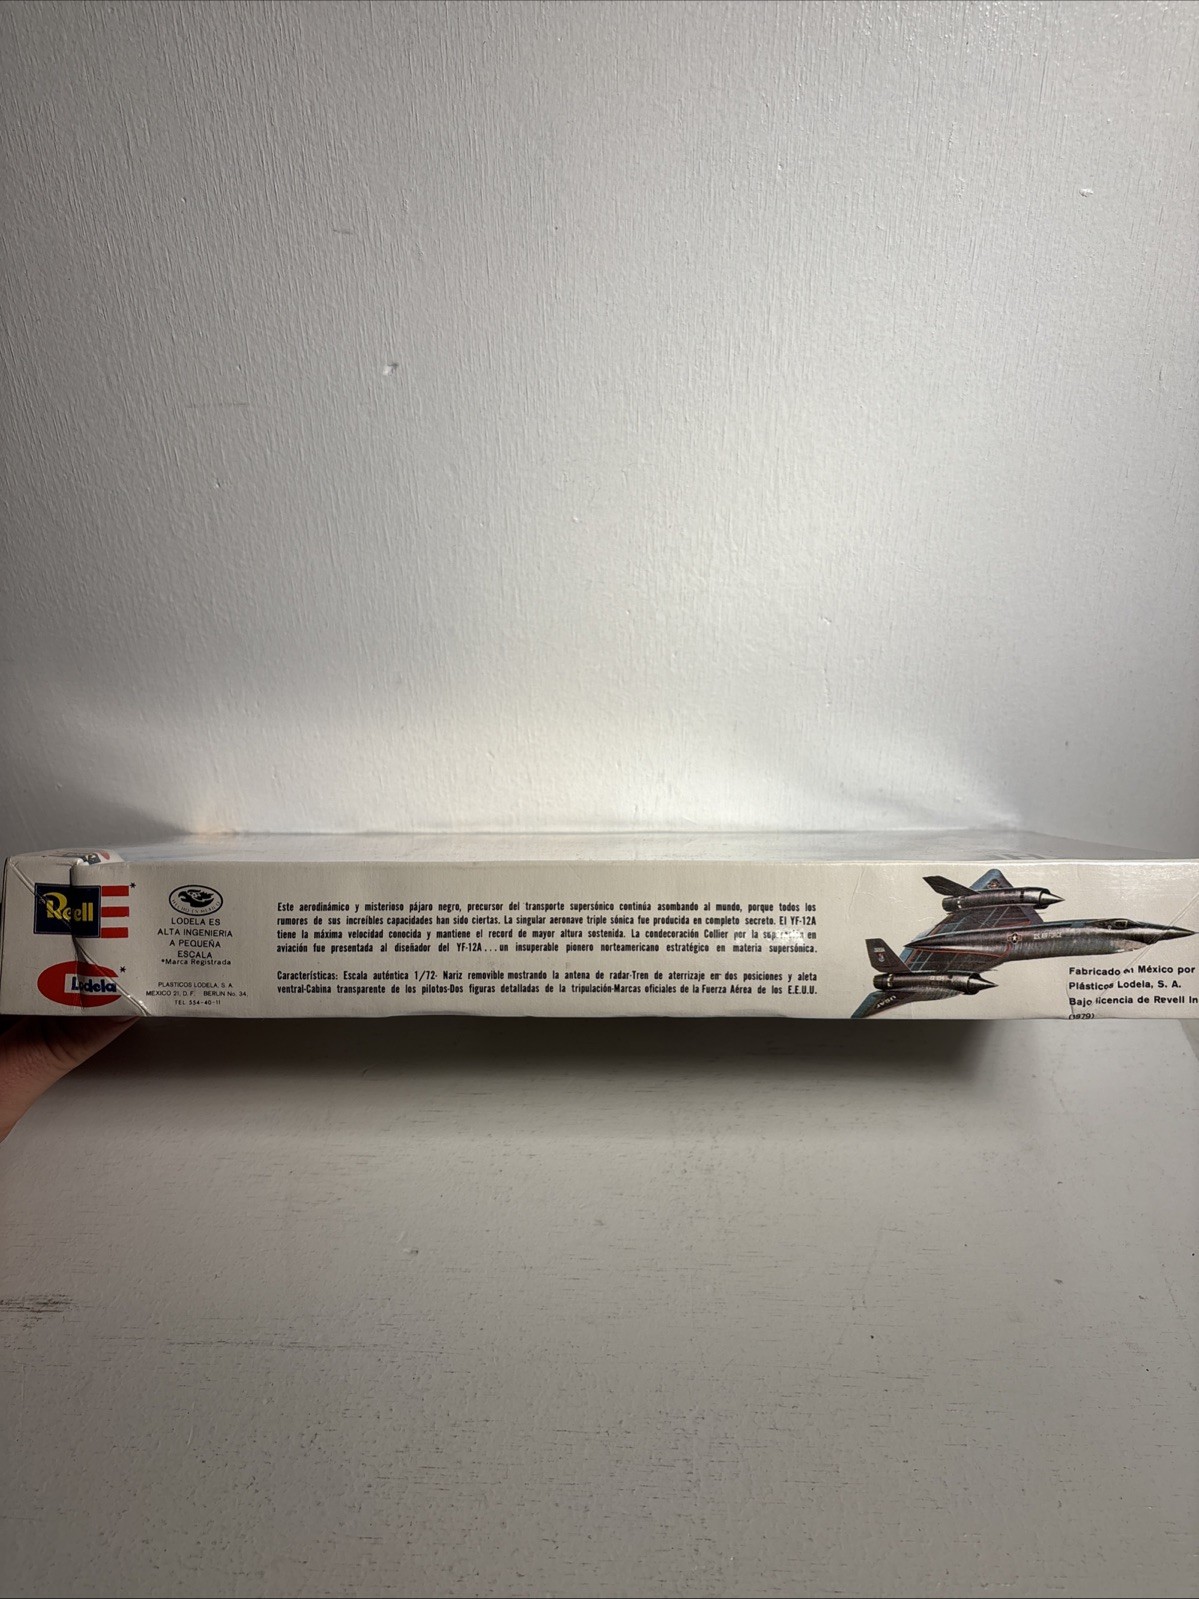 Revell
*
Lodela
*
HECHO EN MEXICO
LODELA ES
ALTA INGENIERIA
A PEQUEÑA
ESCALA
*Marca Registrada
PLASTICOS LODELA, S. A.
MEXICO 21, D. F. BERLIN No. 34,
TEL 554-40-11
Este aerodinámico y misterioso pájaro negro, precursor del transporte supersónico continúa asombando al mundo, porque todos los
rumores de sus increíbles capacidades han sido ciertas. La singular aeronave triple sónica fue producida en completo secreto. El YF-12A
tiene la máxima velocidad conocida y mantiene el record de mayor altura sostenida. La condecoración Collier por la en
aviación fue presentada al diseñador del YF-12A...un insuperable pionero norteamericano estratégico en materia supersónica.
Características: Escala auténtica 1/72- Nariz removible mostrando la antena de radar-Tren de aterrizaje en dos posiciones y aleta
ventral-Cabina transparente de los pilotos-Dos figuras detalladas de la tripulación-Marcas oficiales de la Fuerza Aérea de los E.E.U.U.
USAF
Fabricado en México por
Plásticos Lodela, S. A.
Bajo licencia de Revell In
(1979)